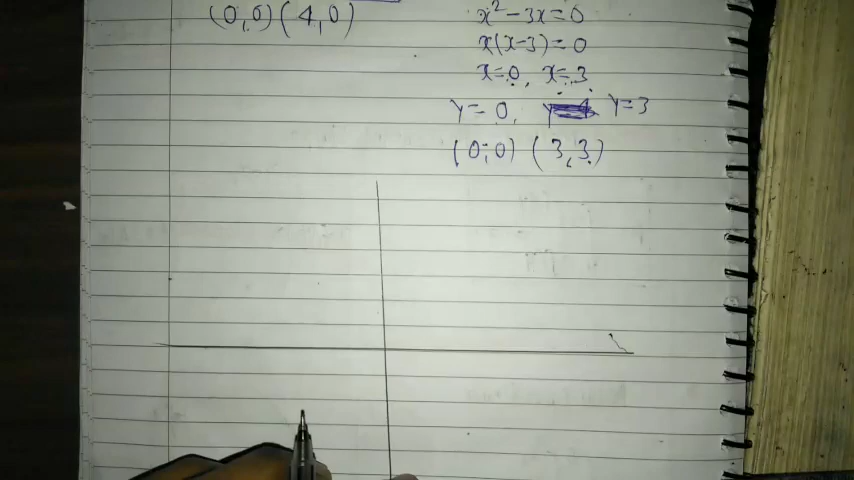 (0,0) (4,0)
x² - 3x = 0
x(x-3) = 0
x=0, x=3
y = 0, y=3
(0,0) (3,3)